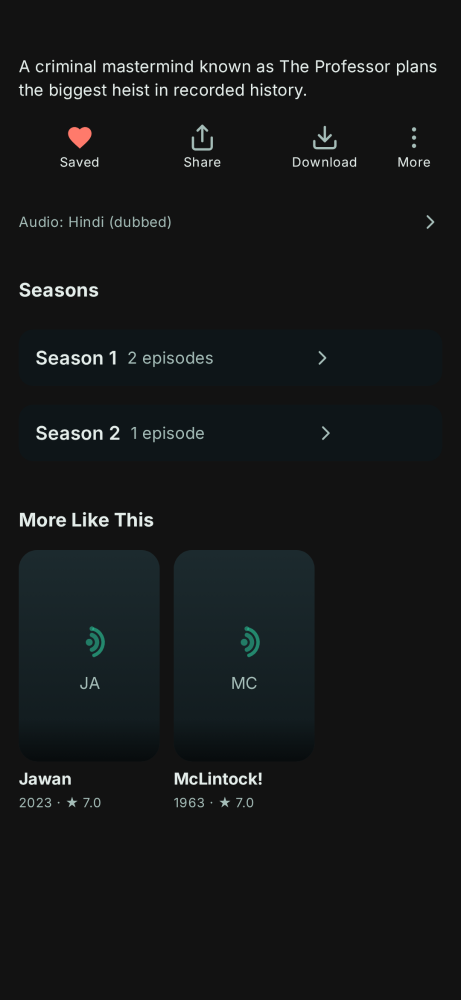 A criminal mastermind known as The Professor plans
the biggest heist in recorded history.
Saved
Share
Download
More
Audio: Hindi (dubbed)
Seasons
Season 1 2 episodes
Season 2 1 episode
More Like This
JA
MC
Jawan
McLintock!
2023 · ★ 7.0
1963 · ★ 7.0